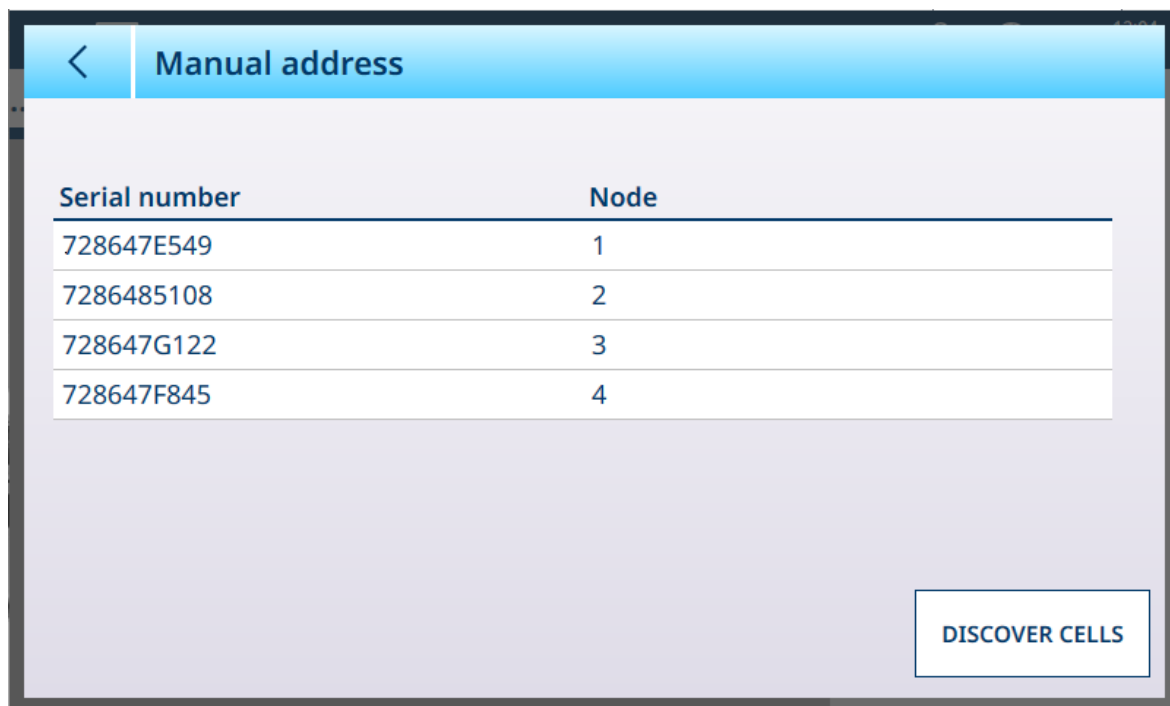 Manual address
Serial number Node
728647E549 1
7286485108 2
728647G122 3
728647F845 4
DISCOVER CELLS